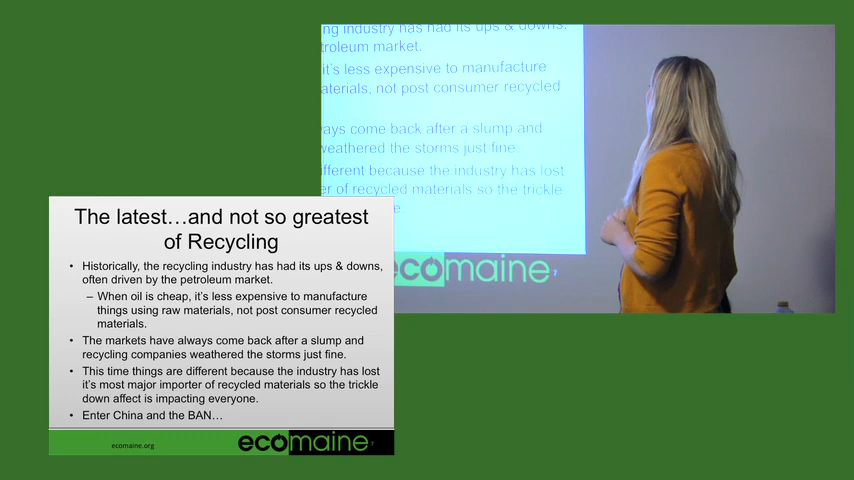 ng industry has had its ups & downs,
troleum market.
it's less expensive to manufacture
aterials, not post consumer recycled
ays come back after a slump and
weathered the storms just fine
ifferent because the industry has lost
er of recycled materials so the trickle
e.
ecomaine 7
The latest…and not so greatest
of Recycling
• Historically, the recycling industry has had its ups & downs,
often driven by the petroleum market.
– When oil is cheap, it's less expensive to manufacture
things using raw materials, not post consumer recycled
materials.
• The markets have always come back after a slump and
recycling companies weathered the storms just fine.
• This time things are different because the industry has lost
it's most major importer of recycled materials so the trickle
down affect is impacting everyone.
• Enter China and the BAN…
ecomaine.org
ecomaine 7